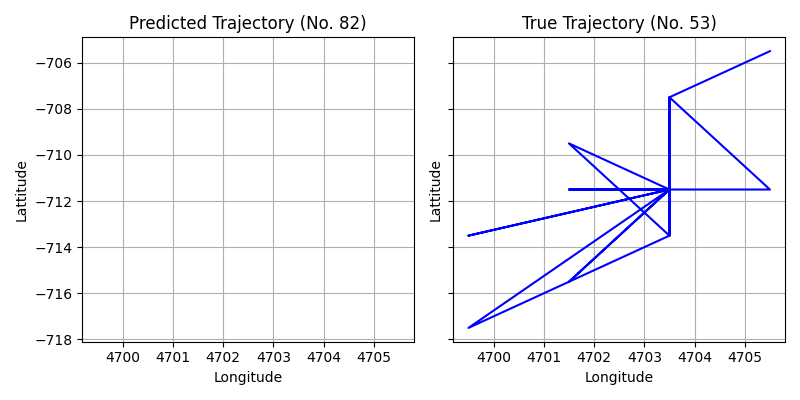 Predicted Trajectory (No. 82)
True Trajectory (No. 53)
−706
−708
−710
−712
−714
−716
−718
Lattitude
Lattitude
4700 4701 4702 4703 4704 4705
4700 4701 4702 4703 4704 4705
Longitude
Longitude